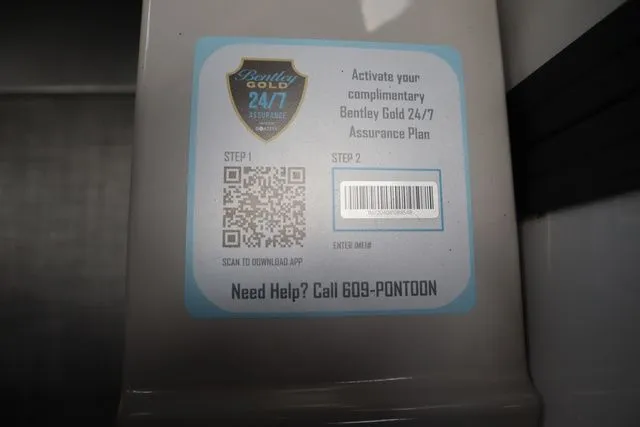 Bentley
GOLD
24/7
ASSURANCE
Activate your
complimentary
Bentley Gold 24/7
Assurance Plan
STEP 1
STEP 2
SCAN TO DOWNLOAD APP
ENTER IMEI#
Need Help? Call 609-PONTOON